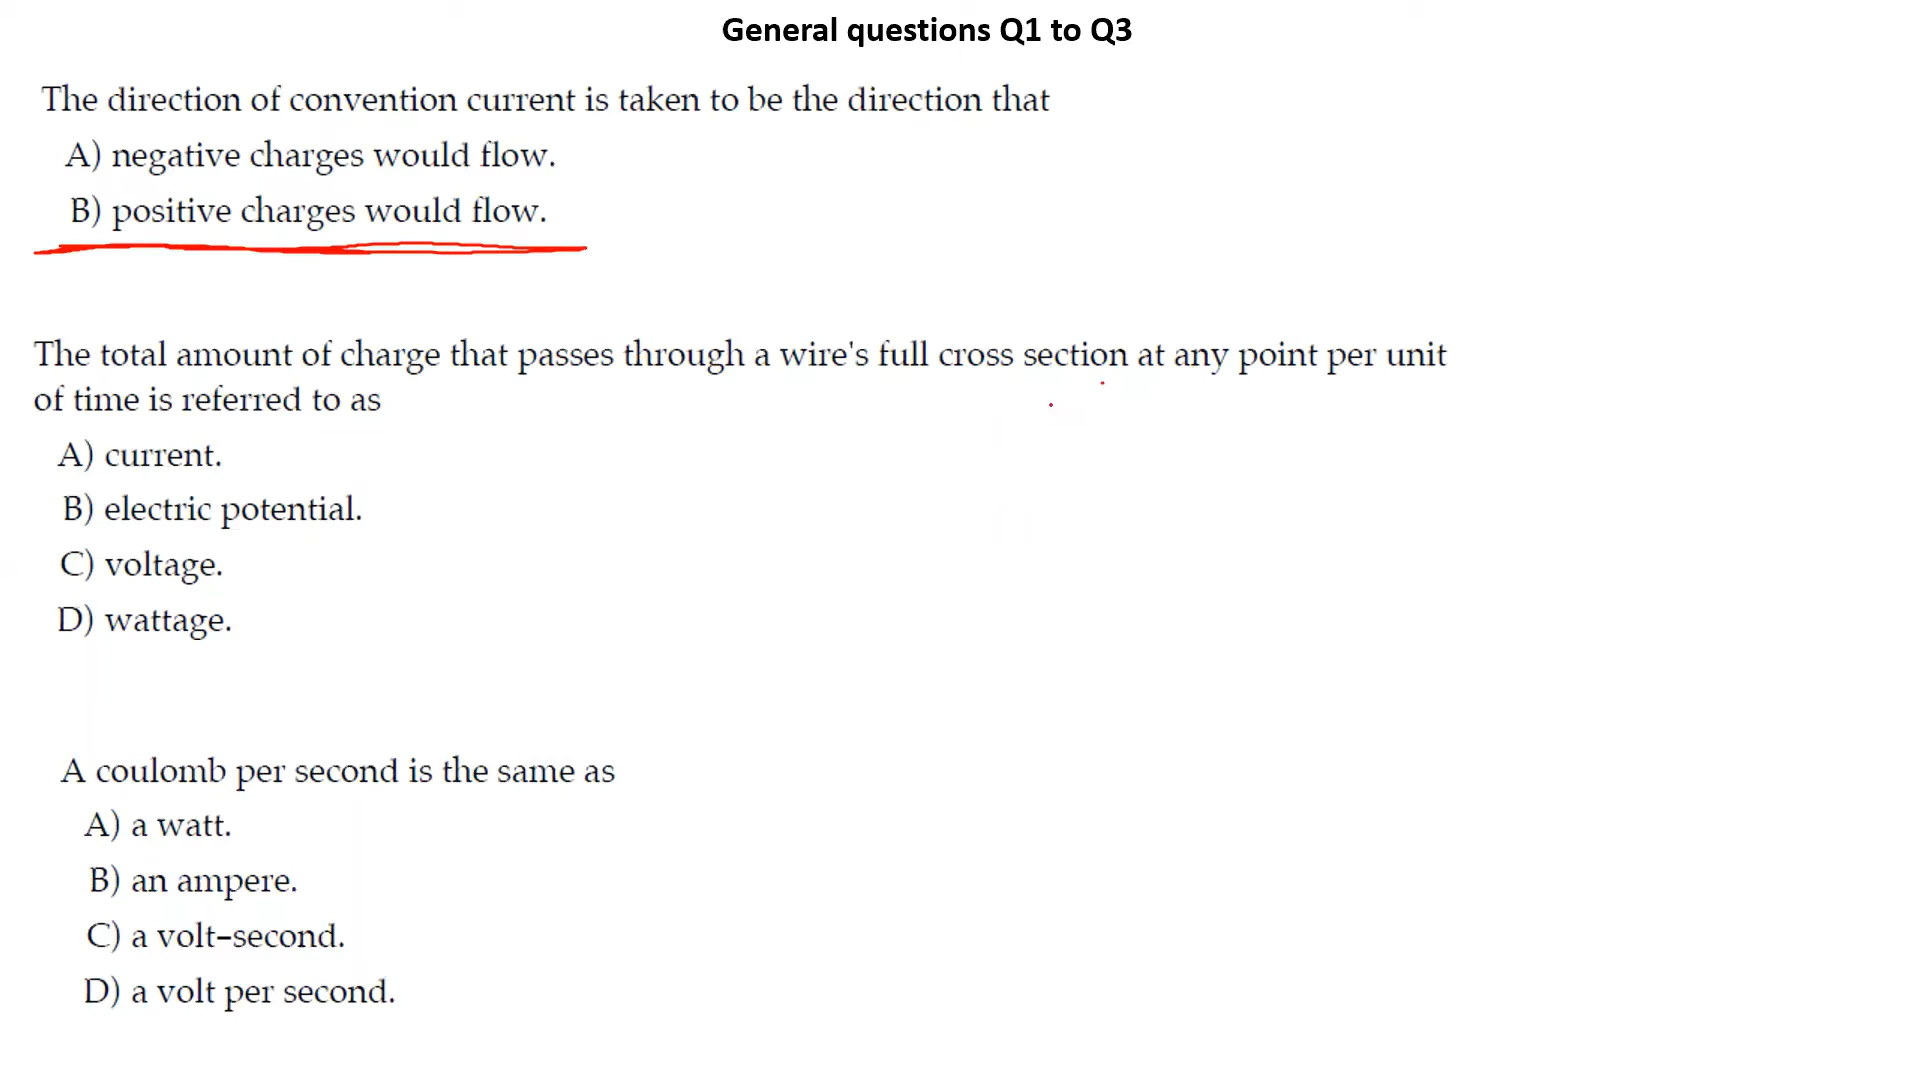 General questions Q1 to Q3
The direction of convention current is taken to be the direction that
A) negative charges would flow.
B) positive charges would flow.
The total amount of charge that passes through a wire's full cross section at any point per unit
of time is referred to as
A) current.
B) electric potential.
C) voltage.
D) wattage.
A coulomb per second is the same as
A) a watt.
B) an ampere.
C) a volt-second.
D) a volt per second.